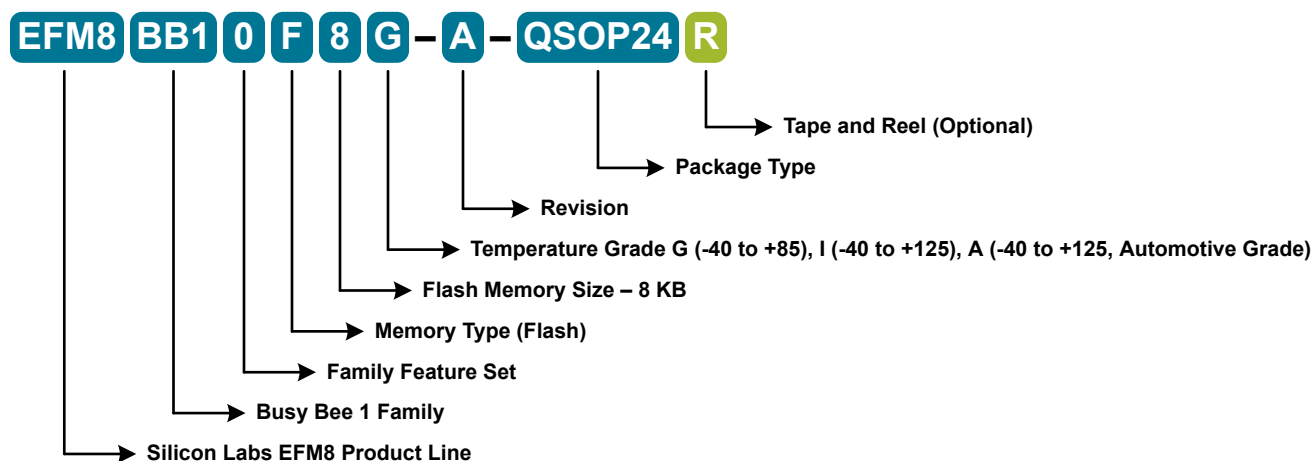 EFM8 BB1 0 F 8 G – A – QSOP24 R
Tape and Reel (Optional)
Package Type
Revision
Temperature Grade G (-40 to +85), I (-40 to +125), A (-40 to +125, Automotive Grade)
Flash Memory Size – 8 KB
Memory Type (Flash)
Family Feature Set
Busy Bee 1 Family
Silicon Labs EFM8 Product Line